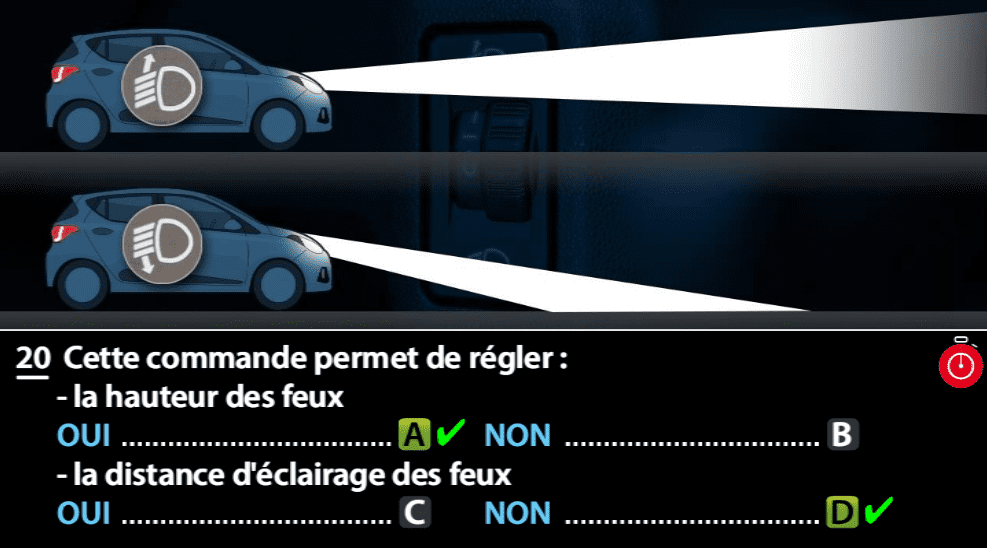 20 Cette commande permet de régler :
- la hauteur des feux
OUI .................................. A ✔ NON ................................ B
- la distance d'éclairage des feux
OUI .................................. C NON ................................ D ✔